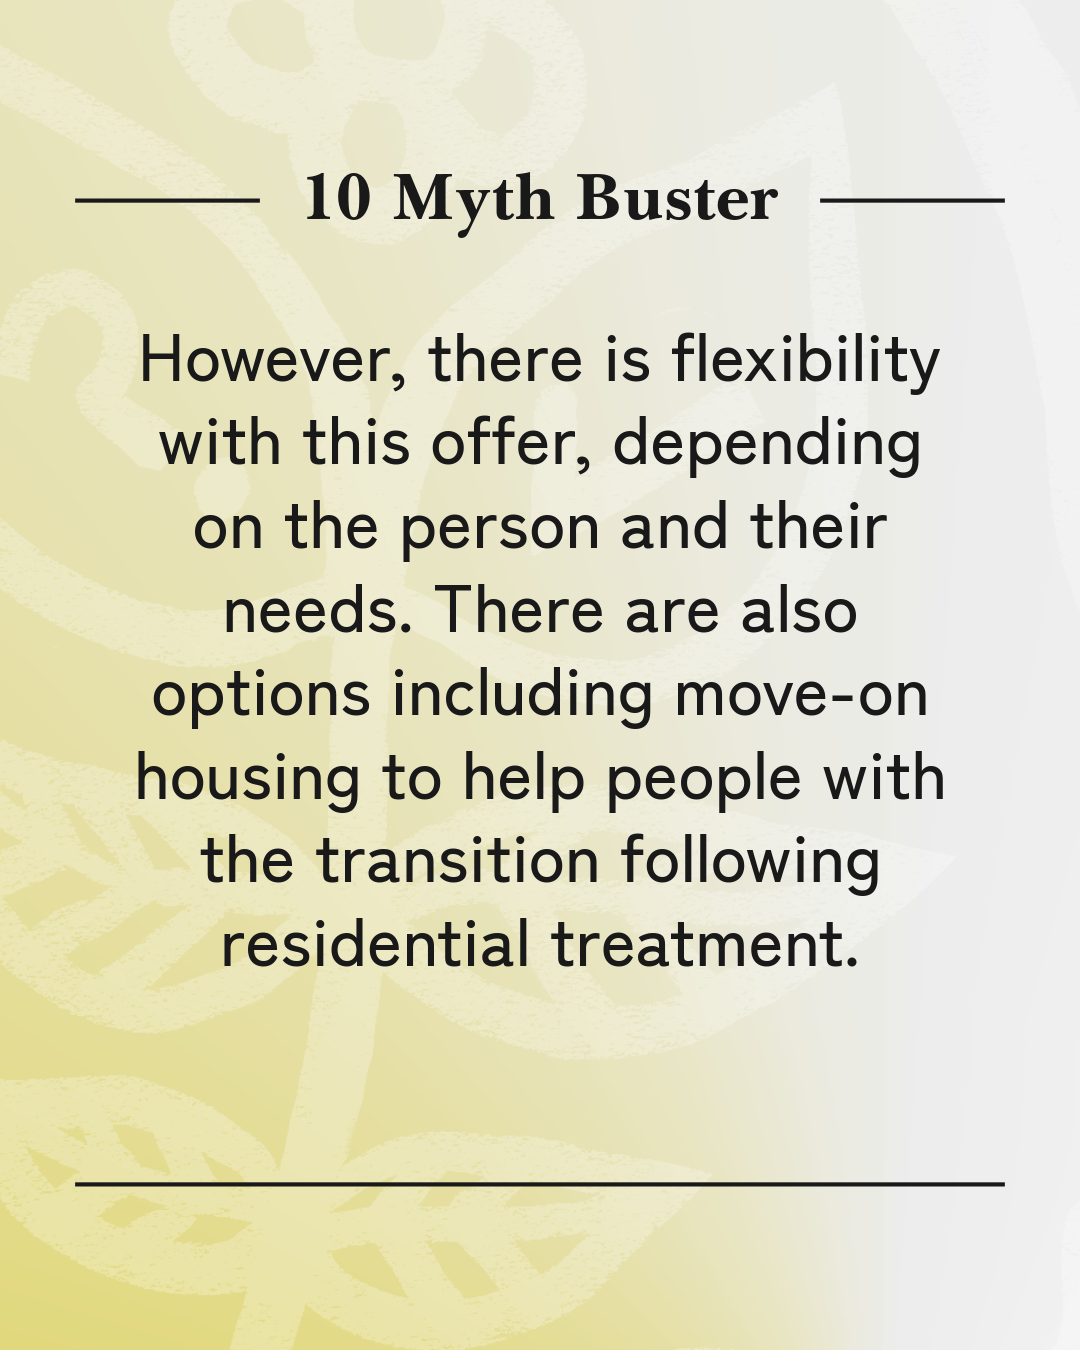 10 Myth Buster
However, there is flexibility
with this offer, depending
on the person and their
needs. There are also
options including move-on
housing to help people with
the transition following
residential treatment.